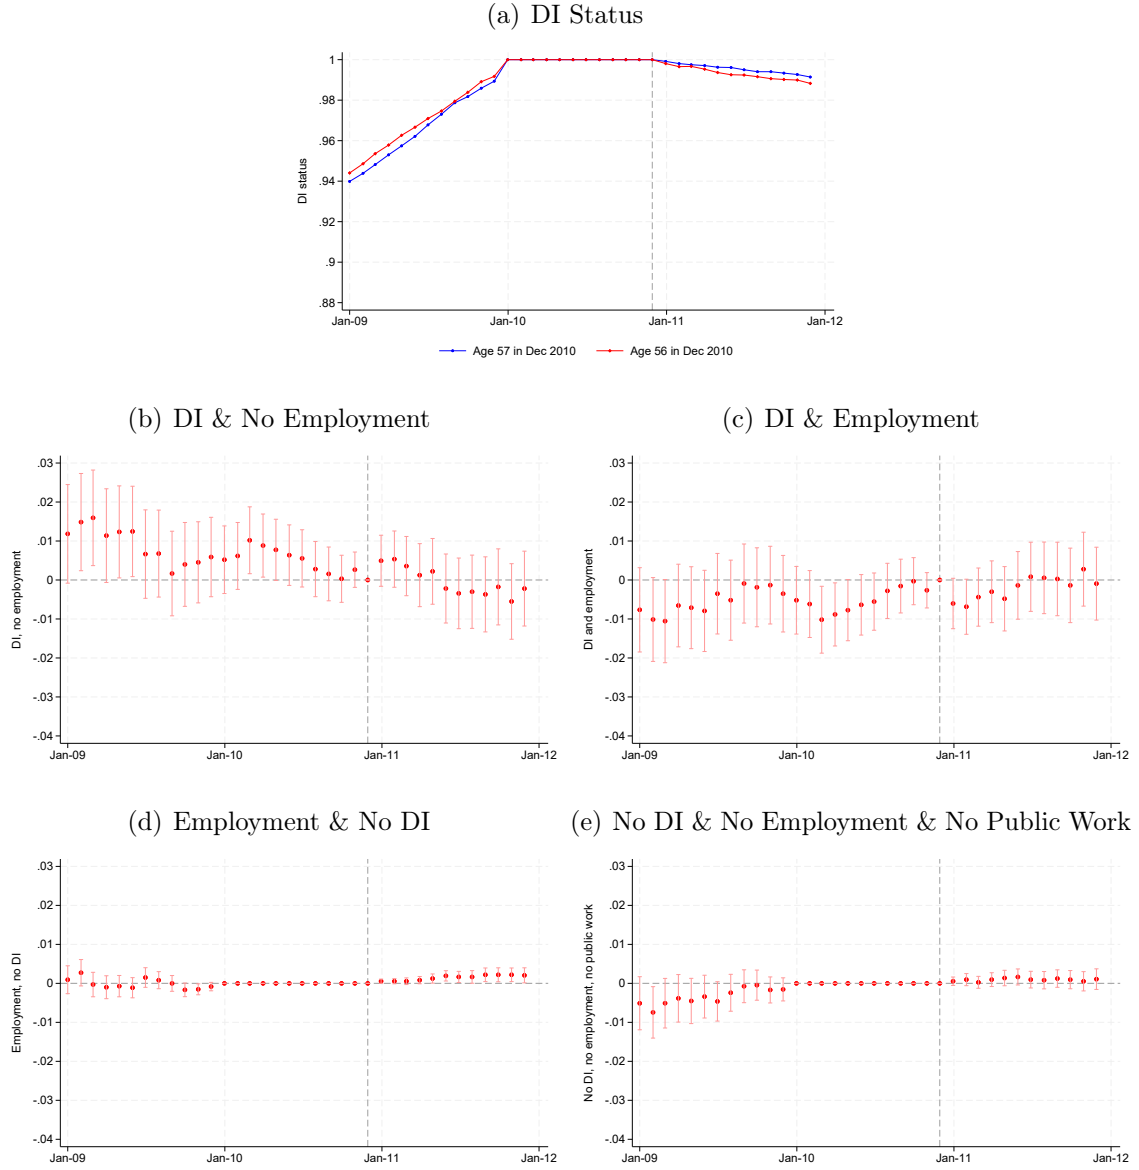 (a) DI Status
1
.98
.96
.94
.92
.9
.88
DI status
Jan-09 Jan-10 Jan-11 Jan-12
Age 57 in Dec 2010 Age 56 in Dec 2010
(b) DI & No Employment
.03
.02
.01
0
-.01
-.02
-.03
-.04
DI, no employment
Jan-09 Jan-10 Jan-11 Jan-12
(c) DI & Employment
.03
.02
.01
0
-.01
-.02
-.03
-.04
DI and employment
Jan-09 Jan-10 Jan-11 Jan-12
(d) Employment & No DI
.03
.02
.01
0
-.01
-.02
-.03
-.04
Employment, no DI
Jan-09 Jan-10 Jan-11 Jan-12
(e) No DI & No Employment & No Public Work
.03
.02
.01
0
-.01
-.02
-.03
-.04
No DI, no employment, no public work
Jan-09 Jan-10 Jan-11 Jan-12